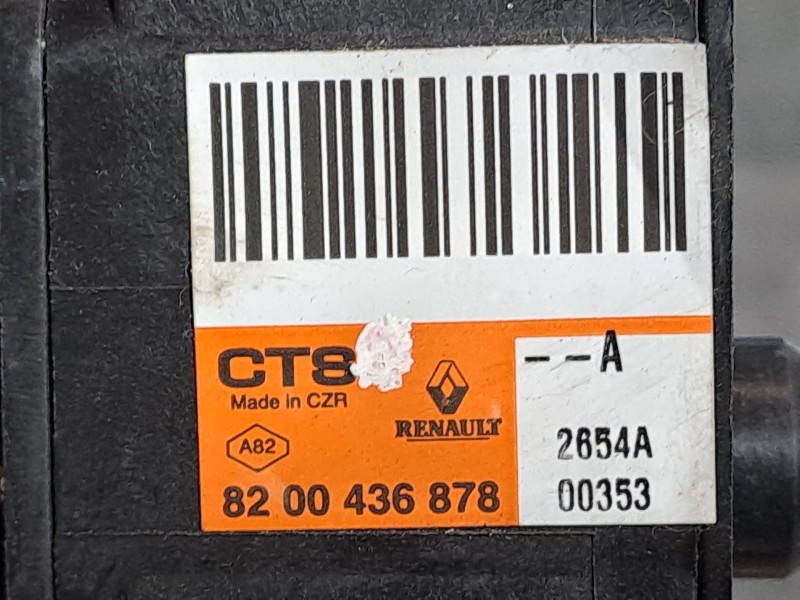 CTS
Made in CZR
A82
RENAULT
82 00 436 878
--A
2654A
00353